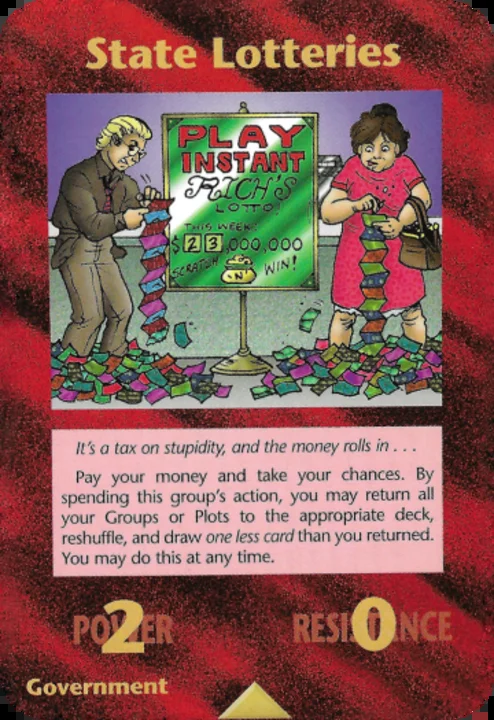 State Lotteries
PLAY
INSTANT
RICH'S
LOTTO!
THIS WEEK:
$23,000,000
SCRATCH 'N' WIN!
It's a tax on stupidity, and the money rolls in . . .
Pay your money and take your chances. By
spending this group's action, you may return all
your Groups or Plots to the appropriate deck,
reshuffle, and draw one less card than you returned.
You may do this at any time.
POWER 2
RESISTANCE 0
Government